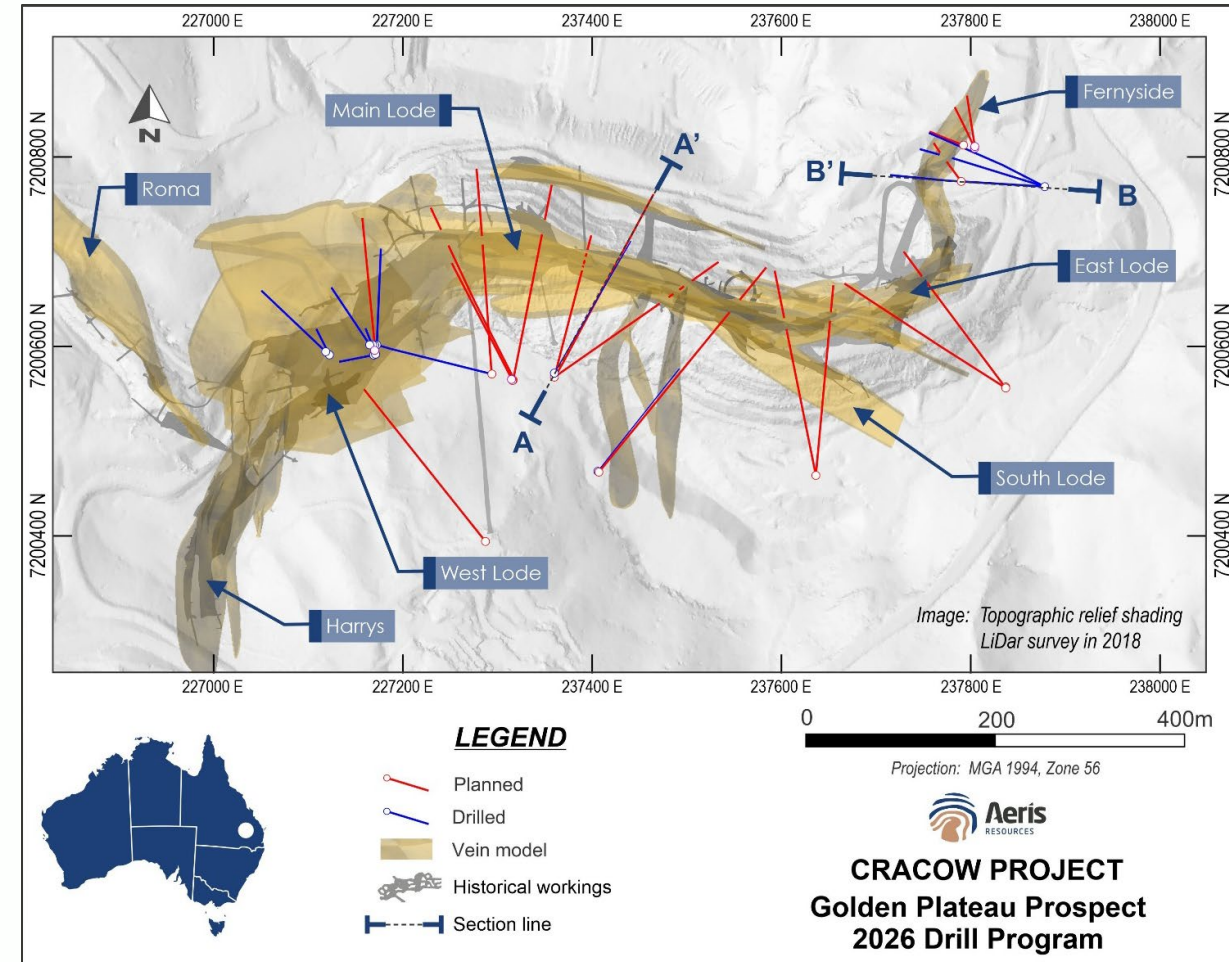 227000 E
227200 E
237400 E
237600 E
237800 E
238000 E
7200800 N
7200600 N
7200400 N
7200800 N
7200600 N
7200400 N
N
Roma
Main Lode
A'
Fernyside
B'
B
East Lode
A
South Lode
West Lode
Harrys
Image: Topographic relief shading
LiDar survey in 2018
227000 E
227200 E
237400 E
237600 E
237800 E
238000 E
LEGEND
Planned
Drilled
Vein model
Historical workings
Section line
0
200
400m
Projection: MGA 1994, Zone 56
Aeris
RESOURCES
CRACOW PROJECT
Golden Plateau Prospect
2026 Drill Program